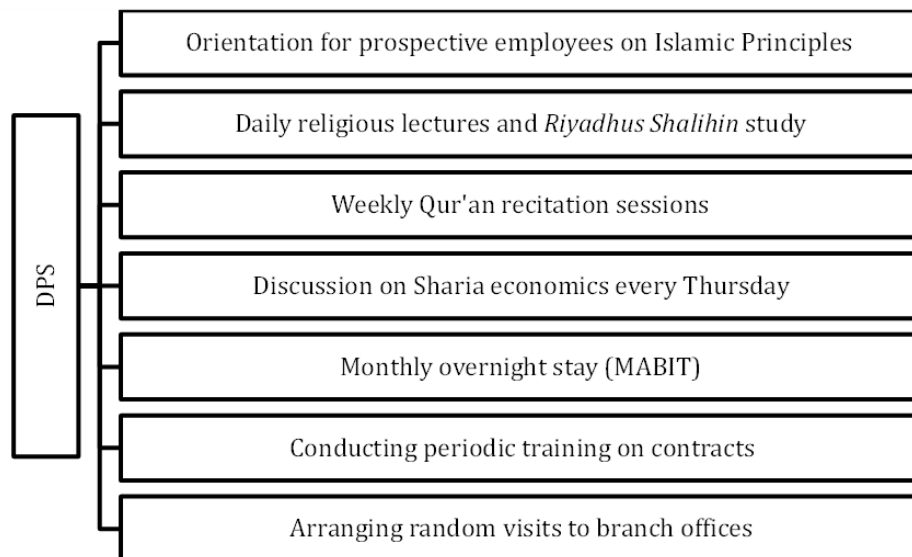 DPS
Orientation for prospective employees on Islamic Principles
Daily religious lectures and Riyadhus Shalihin study
Weekly Qur'an recitation sessions
Discussion on Sharia economics every Thursday
Monthly overnight stay (MABIT)
Conducting periodic training on contracts
Arranging random visits to branch offices